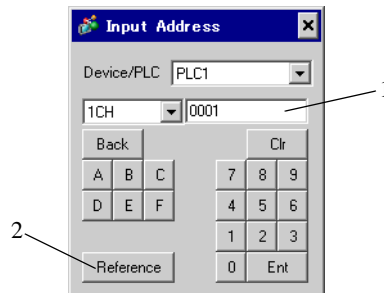 Input Address
Device/PLC PLC1
1CH 0001
1
Back Clr
A B C 7 8 9
D E F 4 5 6
1 2 3
2
Reference 0 Ent